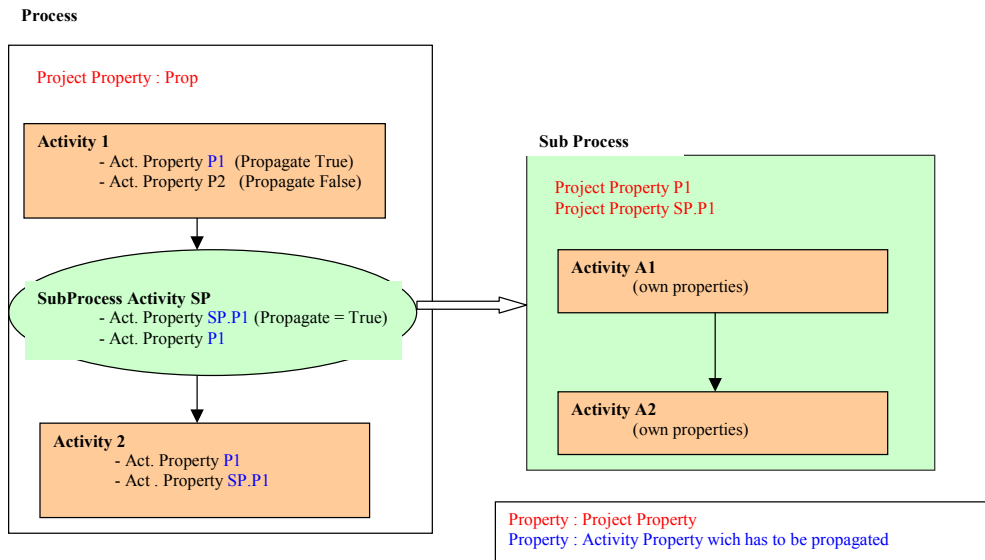 Process
Project Property : Prop
Activity 1
- Act. Property P1 (Propagate True)
- Act. Property P2 (Propagate False)
SubProcess Activity SP
- Act. Property SP.P1 (Propagate = True)
- Act. Property P1
Activity 2
- Act. Property P1
- Act . Property SP.P1
Sub Process
Project Property P1
Project Property SP.P1
Activity A1
(own properties)
Activity A2
(own properties)
Property : Project Property
Property : Activity Property wich has to be propagated